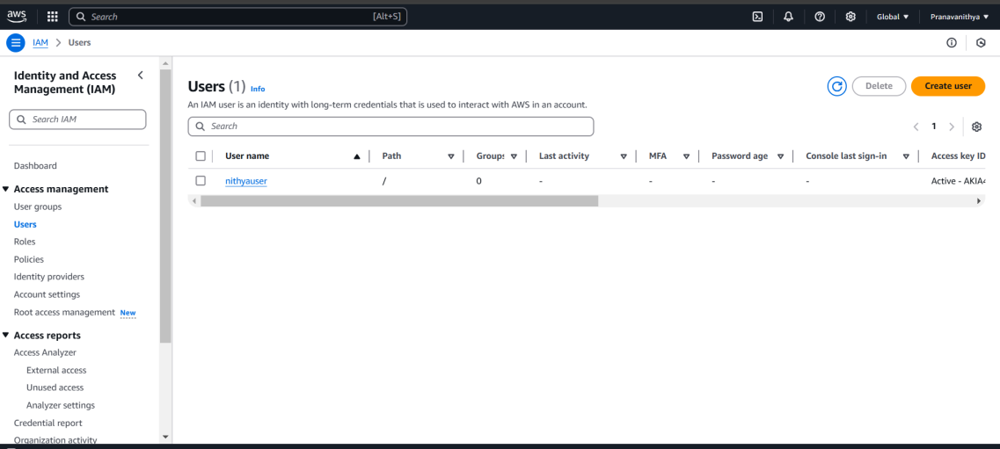 aws
Search [Alt+S]
Global ▼
Pranavanithya ▼
IAM > Users
Identity and Access Management (IAM)
Search IAM
Dashboard
Access management
User groups
Users
Roles
Policies
Identity providers
Account settings
Root access management New
Access reports
Access Analyzer
External access
Unused access
Analyzer settings
Credential report
Organization activity
Users (1) Info
Delete
Create user
An IAM user is an identity with long-term credentials that is used to interact with AWS in an account.
Search
1
User name Path Groups Last activity MFA Password age Console last sign-in Access key ID
nithyauser / 0 - - - - Active - AKIA4